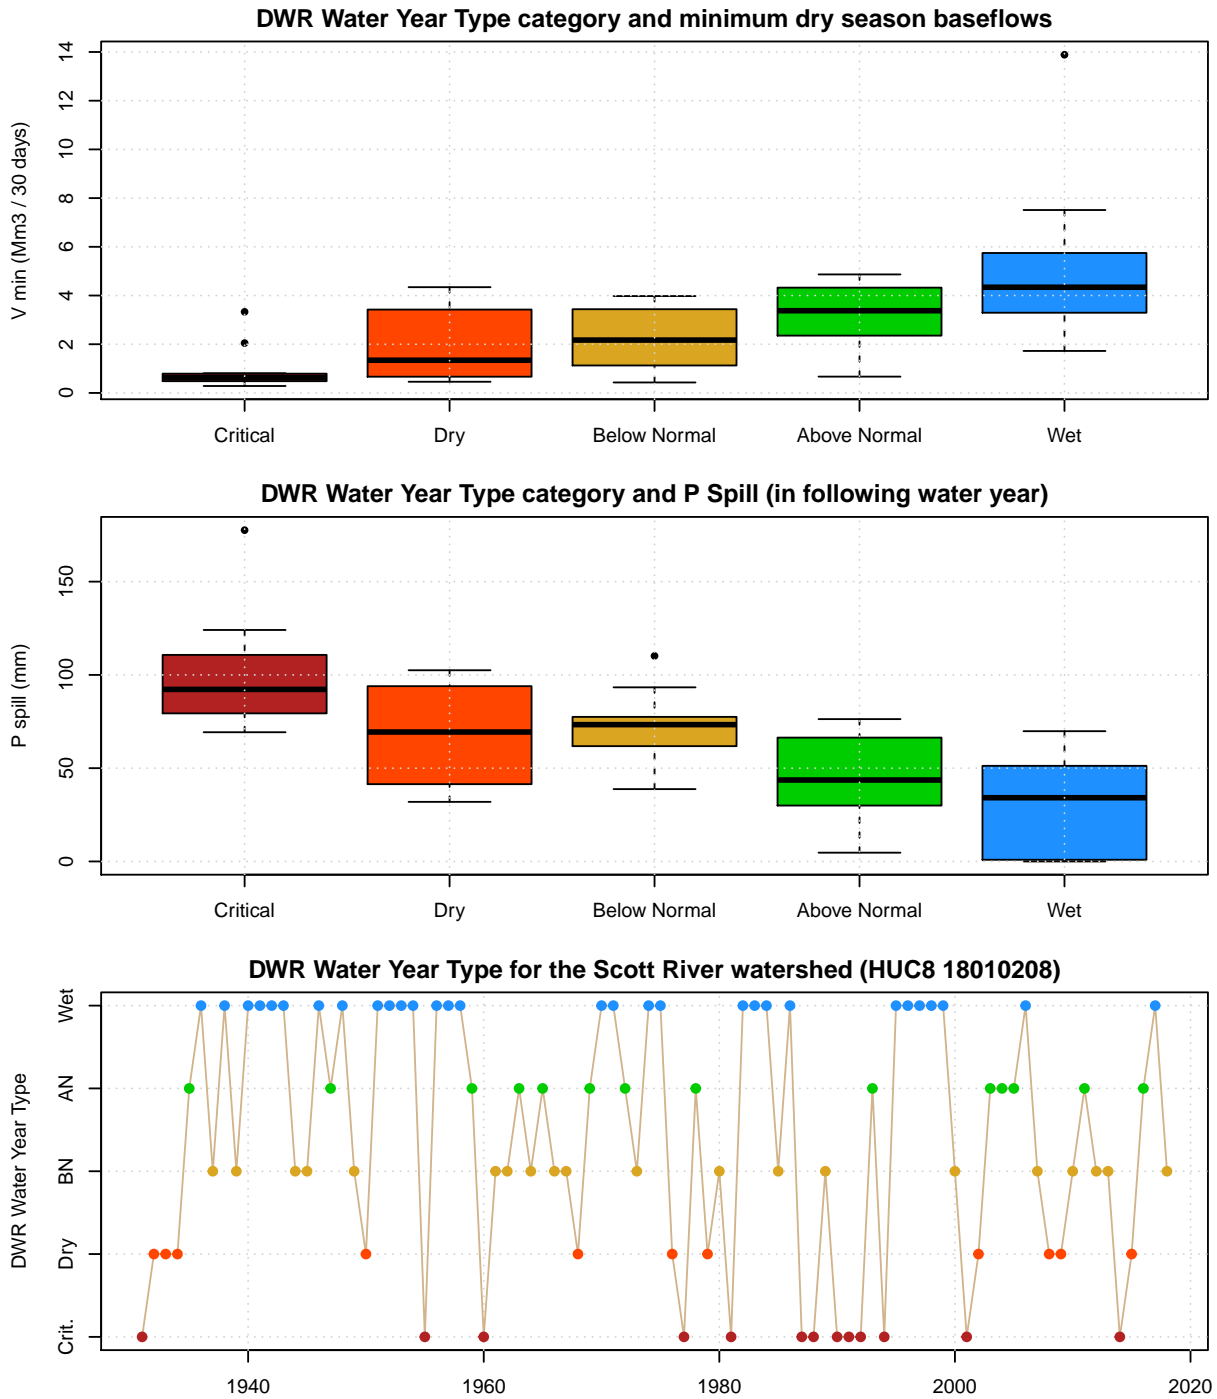 DWR Water Year Type category and minimum dry season baseflows
V min (Mm3 / 30 days)
14
12
10
8
6
4
2
0
Critical Dry Below Normal Above Normal Wet
DWR Water Year Type category and P Spill (in following water year)
P spill (mm)
150
100
50
0
Critical Dry Below Normal Above Normal Wet
DWR Water Year Type for the Scott River watershed (HUC8 18010208)
DWR Water Year Type
Wet
AN
BN
Dry
Crit.
1940 1960 1980 2000 2020